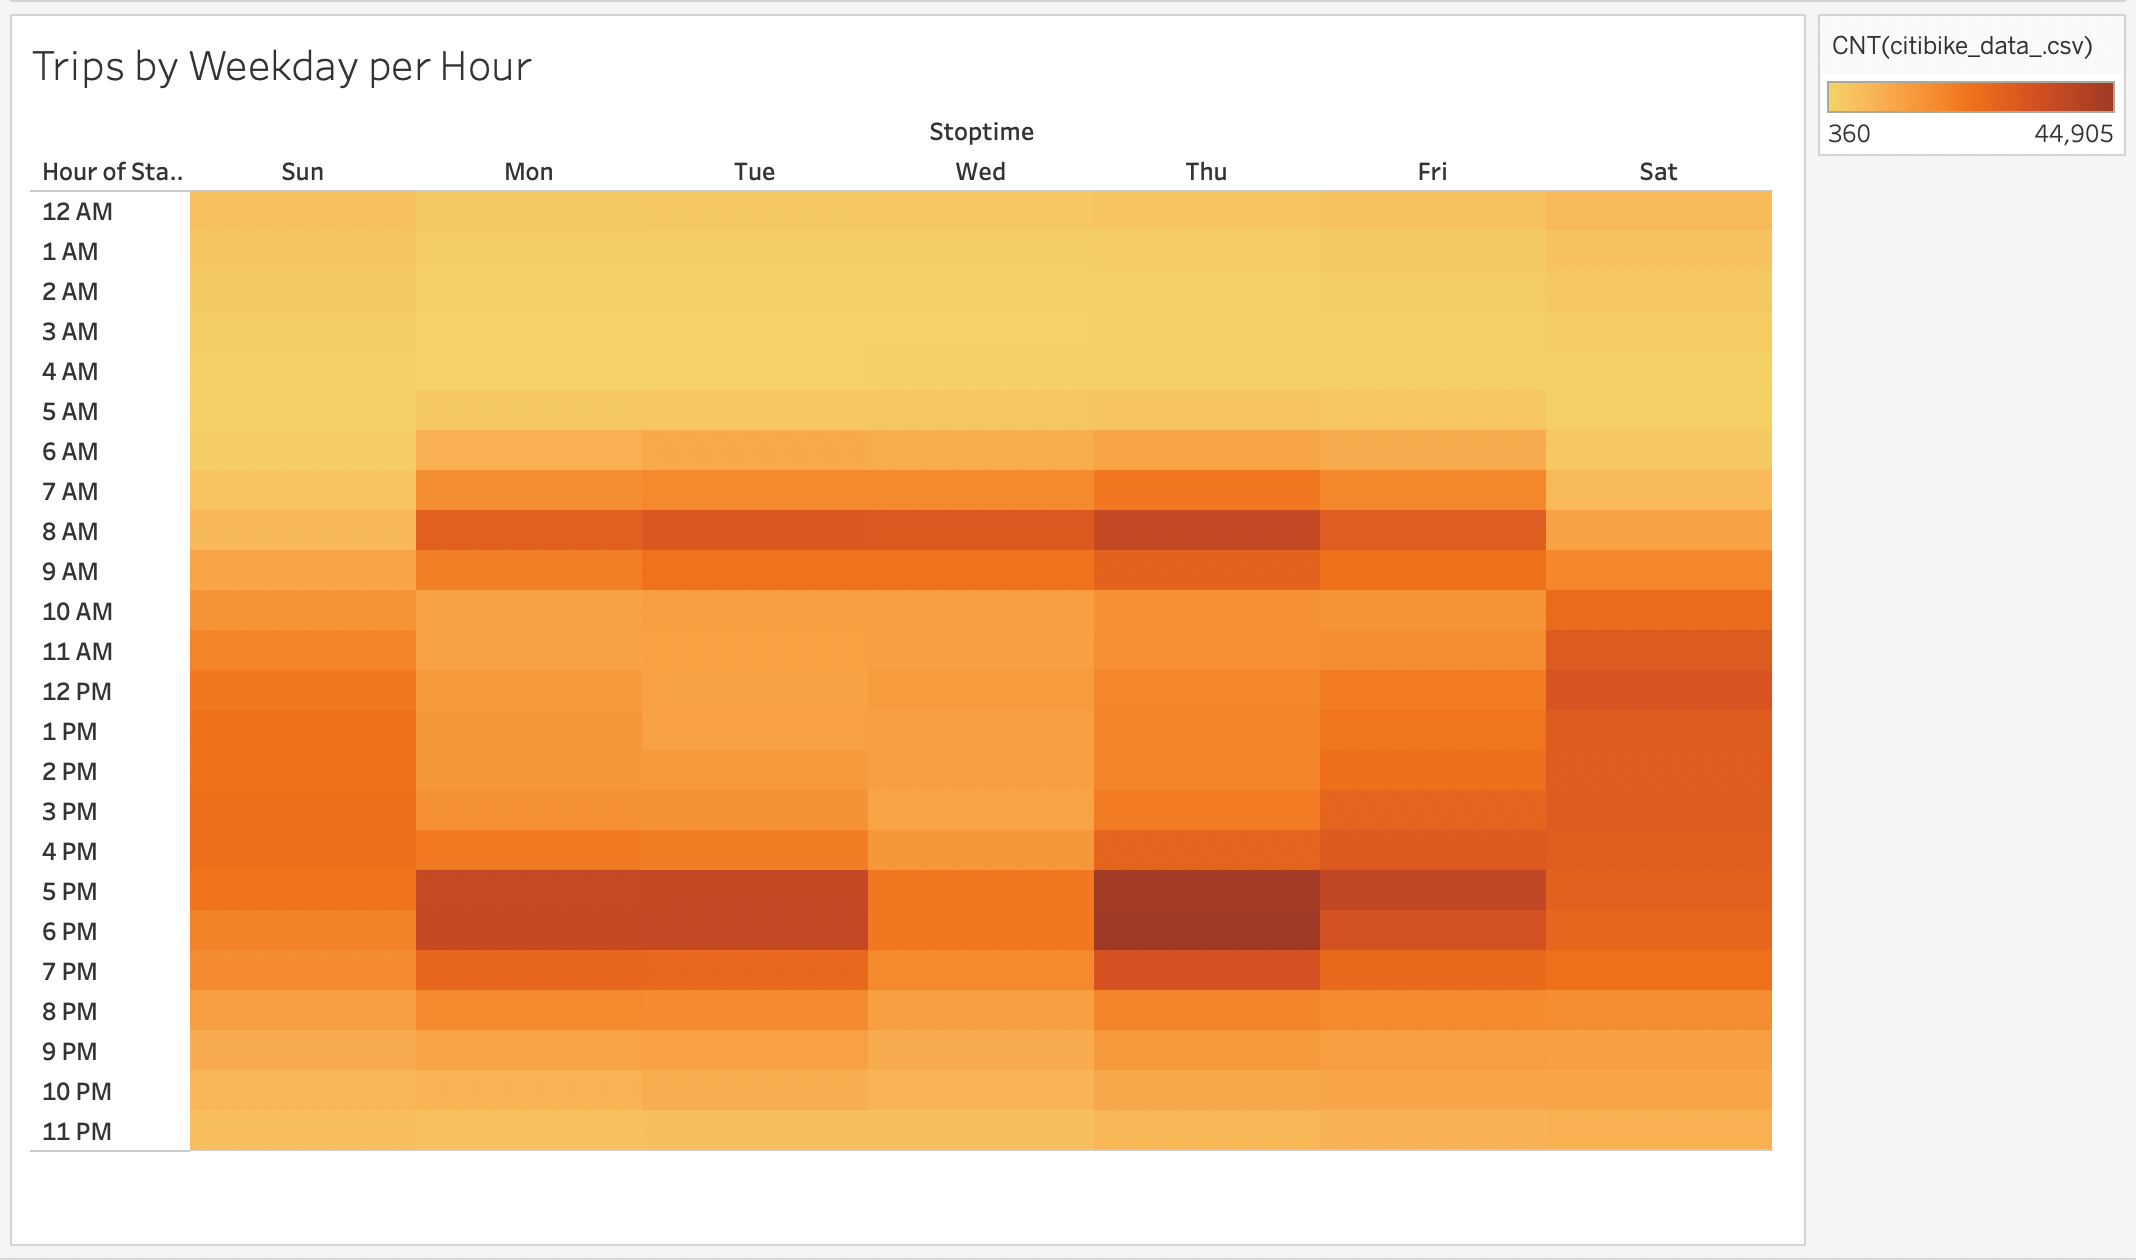 Trips by Weekday per Hour
Stoptime
Hour of Sta.. Sun Mon Tue Wed Thu Fri Sat
12 AM
1 AM
2 AM
3 AM
4 AM
5 AM
6 AM
7 AM
8 AM
9 AM
10 AM
11 AM
12 PM
1 PM
2 PM
3 PM
4 PM
5 PM
6 PM
7 PM
8 PM
9 PM
10 PM
11 PM
CNT(citibike_data_.csv)
360 44,905